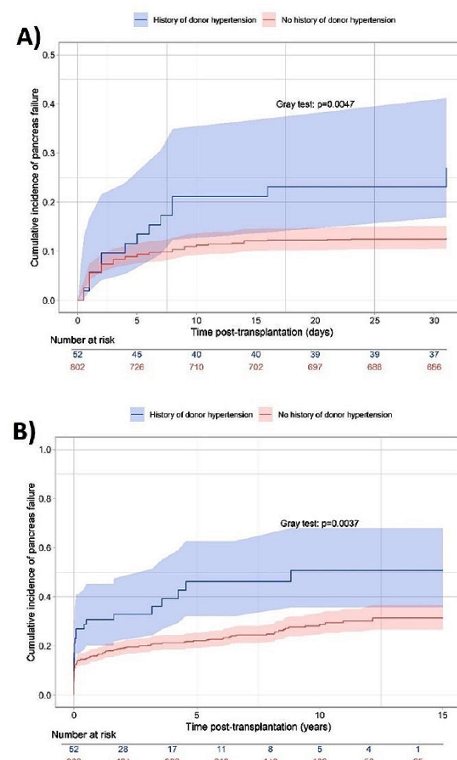 History of donor hypertension No history of donor hypertension
A)
Cumulative incidence of pancreas failure
0.5
0.4
0.3
0.2
0.1
0.0
Gray test: p=0.0047
0 5 10 15 20 25 30
Time post-transplantation (days)
Number at risk
52 45 40 40 39 39 37
802 726 710 702 697 688 686
History of donor hypertension No history of donor hypertension
B)
Cumulative incidence of pancreas failure
1.0
0.8
0.6
0.4
0.2
0.0
Gray test: p=0.0037
0 5 10 15
Time post-transplantation (years)
Number at risk
52 28 17 11 8 5 4 1